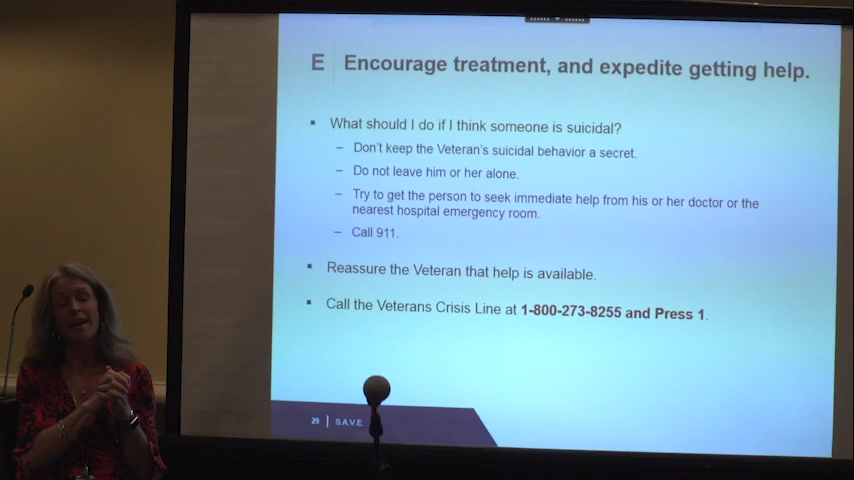 E | Encourage treatment, and expedite getting help.
▪ What should I do if I think someone is suicidal?
– Don't keep the Veteran's suicidal behavior a secret.
– Do not leave him or her alone.
– Try to get the person to seek immediate help from his or her doctor or the
nearest hospital emergency room.
– Call 911.
▪ Reassure the Veteran that help is available.
▪ Call the Veterans Crisis Line at 1-800-273-8255 and Press 1.
29 | S.A.V.E.